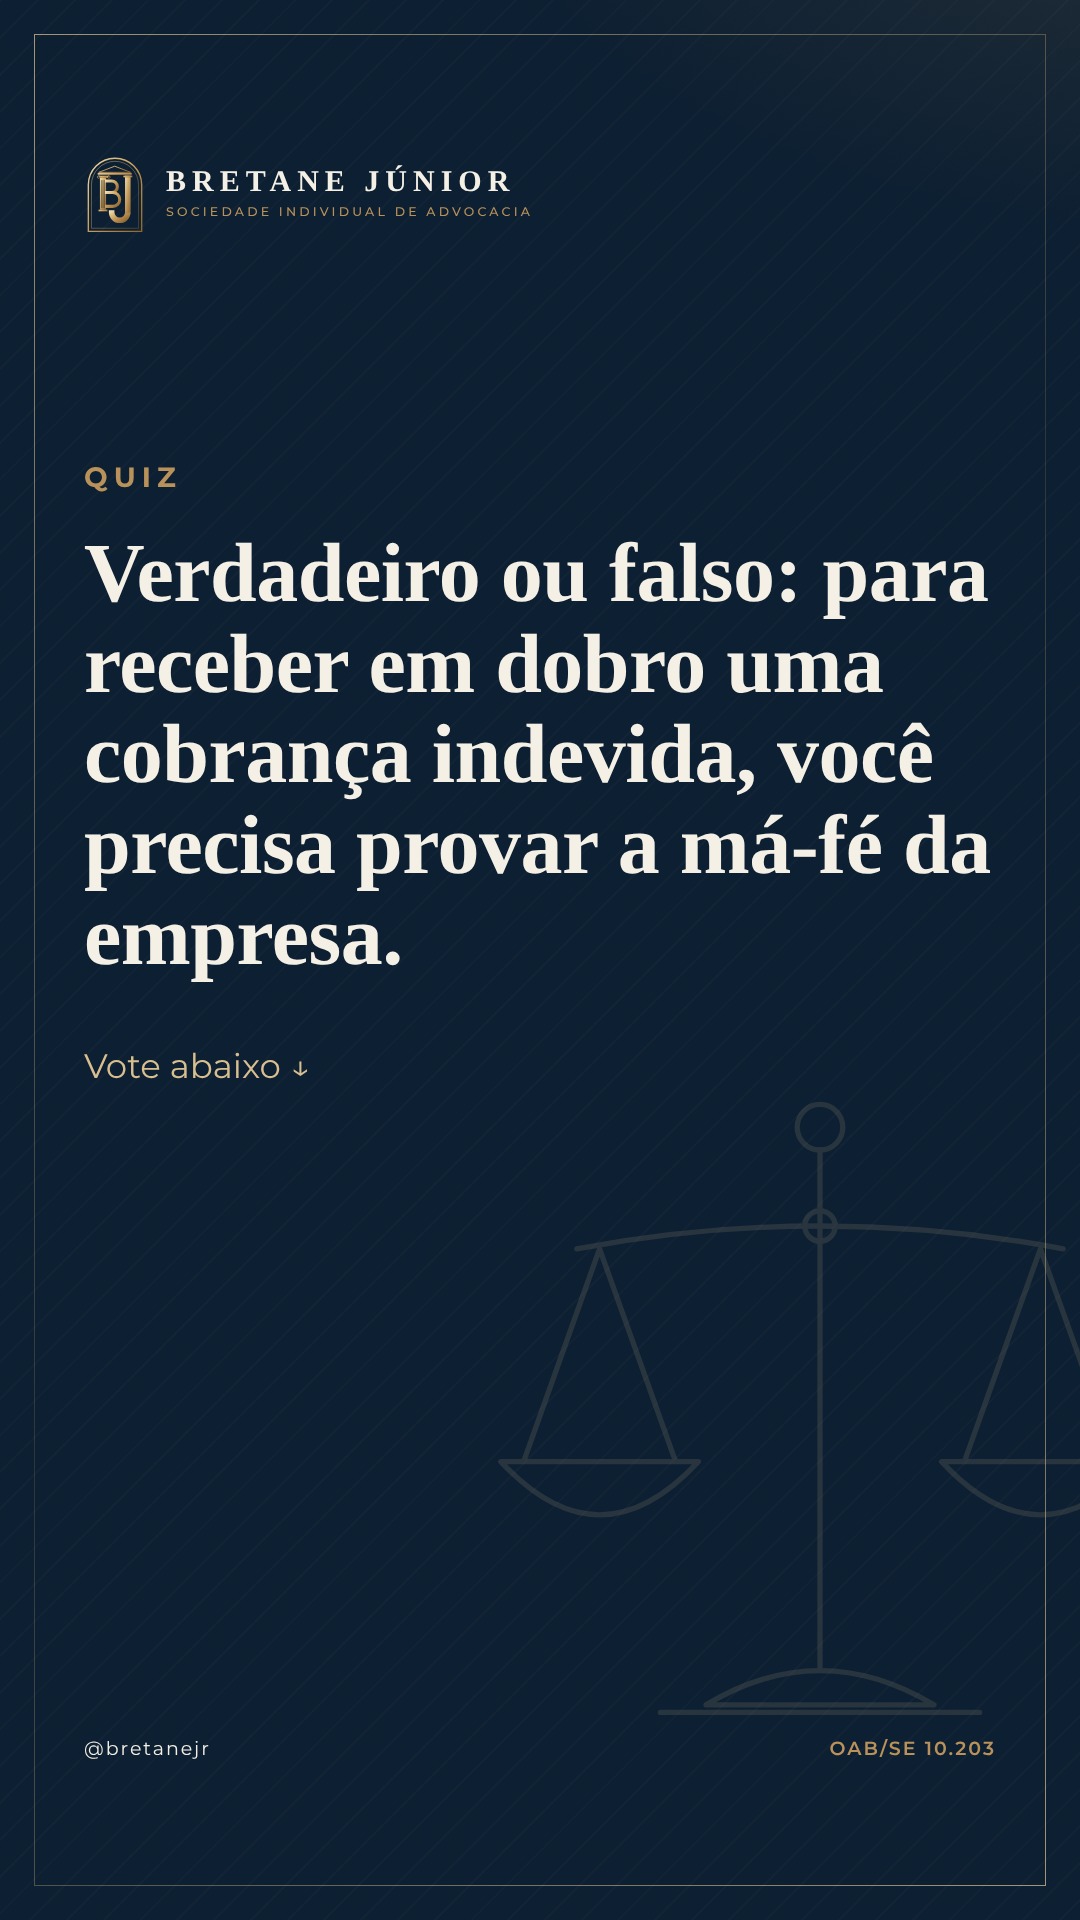 BRETANE JÚNIOR
SOCIEDADE INDIVIDUAL DE ADVOCACIA
QUIZ
Verdadeiro ou falso: para
receber em dobro uma
cobrança indevida, você
precisa provar a má-fé da
empresa.
Vote abaixo ↓
@bretanejr
OAB/SE 10.203